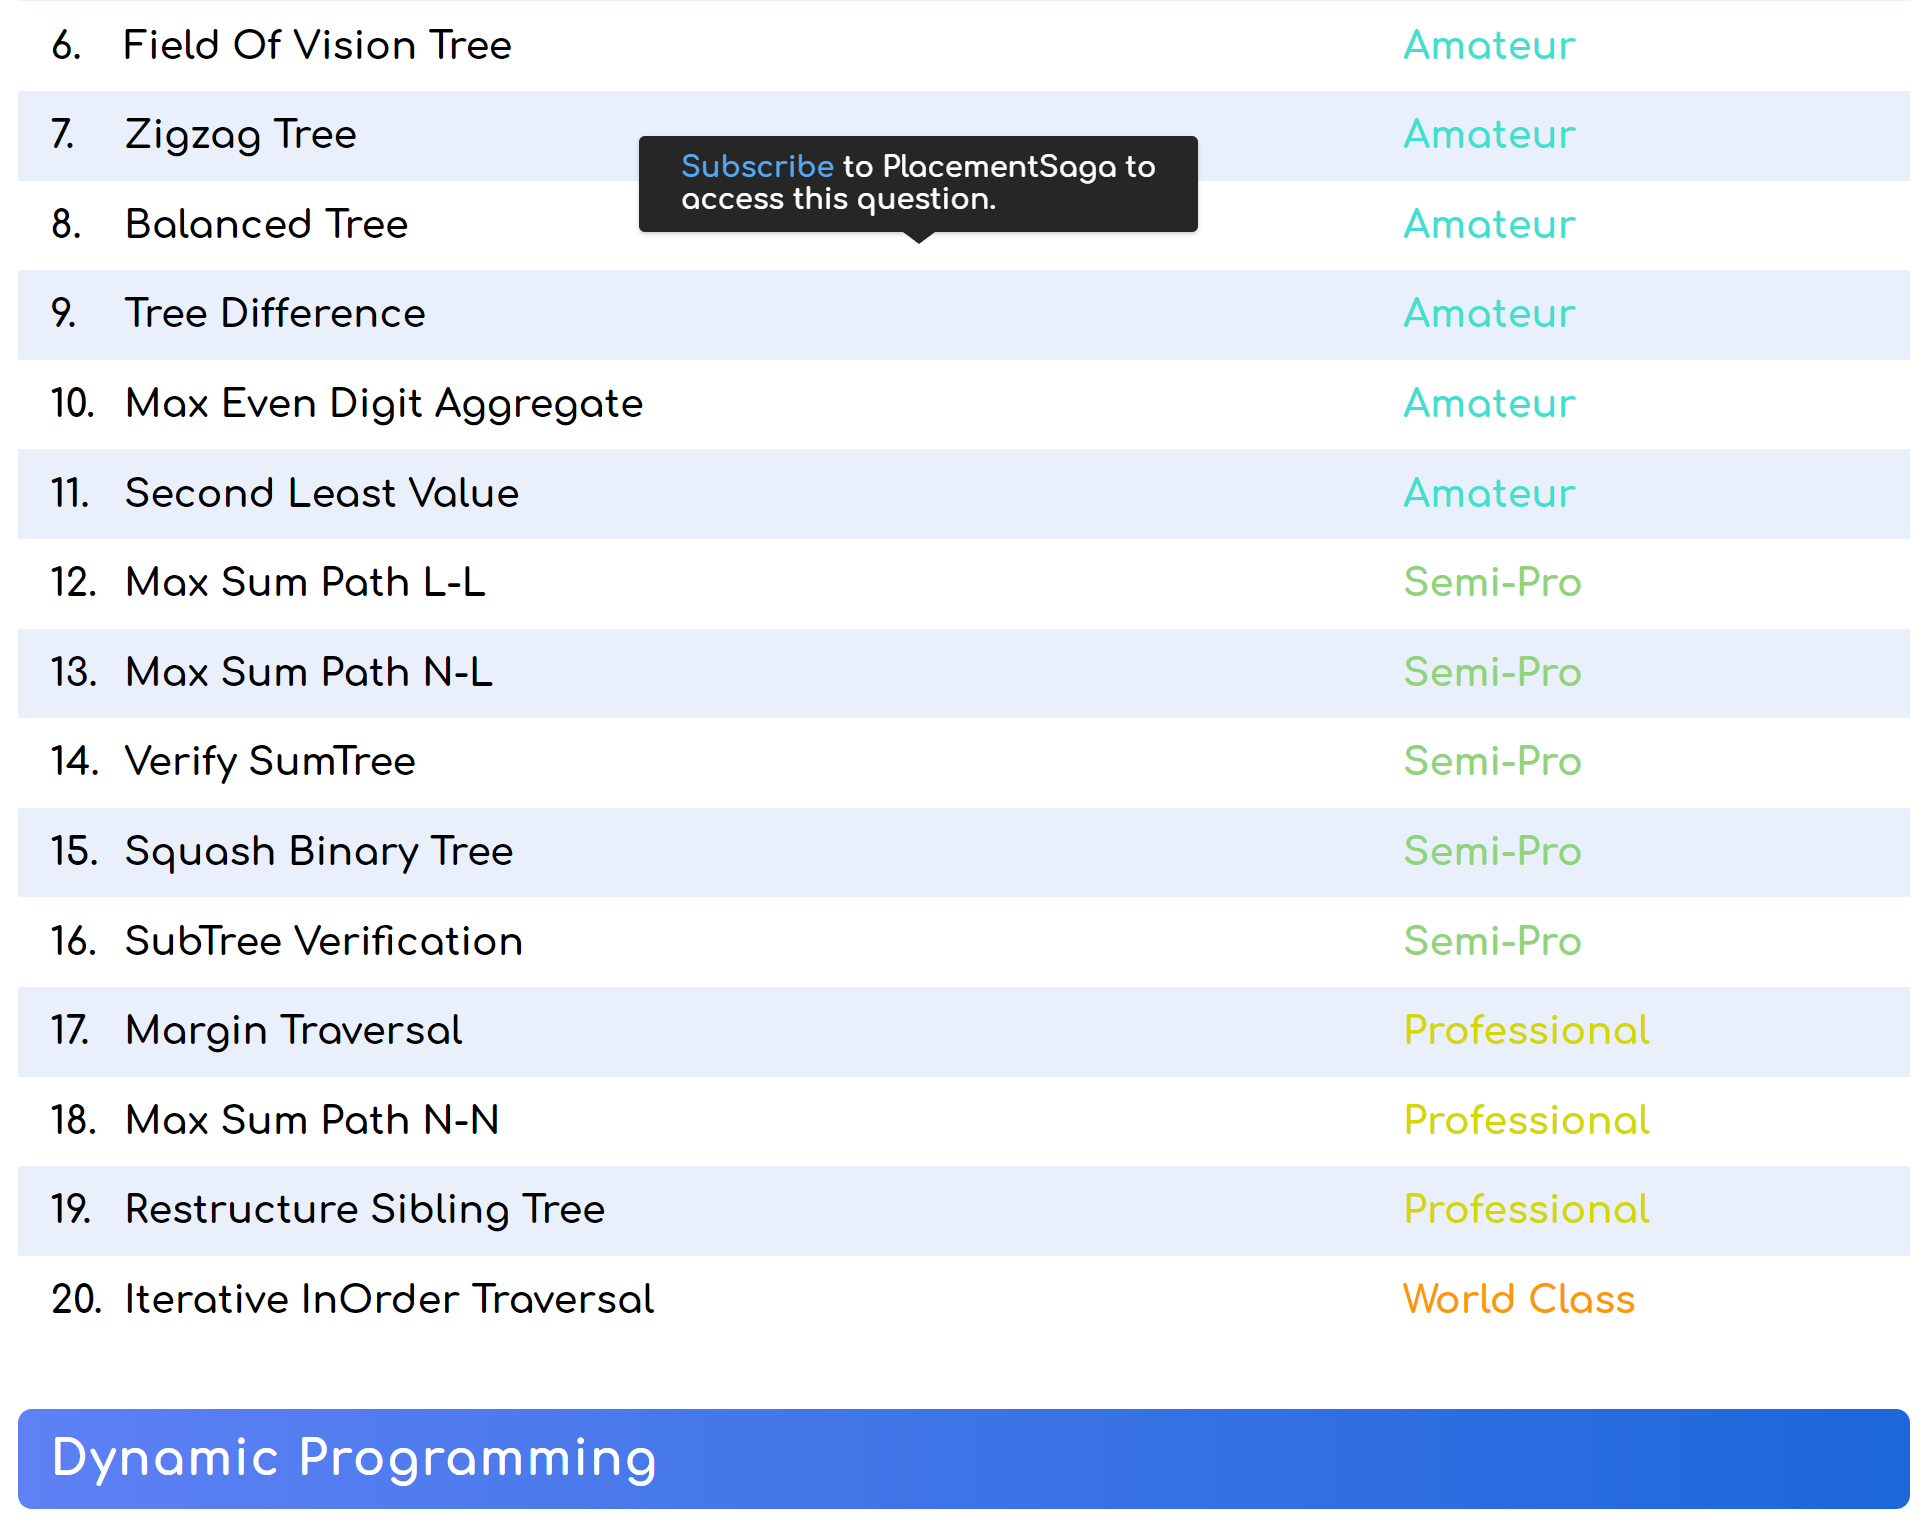 6. Field Of Vision Tree Amateur
7. Zigzag Tree Amateur
Subscribe to PlacementSaga to
access this question.
8. Balanced Tree Amateur
9. Tree Difference Amateur
10. Max Even Digit Aggregate Amateur
11. Second Least Value Amateur
12. Max Sum Path L-L Semi-Pro
13. Max Sum Path N-L Semi-Pro
14. Verify SumTree Semi-Pro
15. Squash Binary Tree Semi-Pro
16. SubTree Verification Semi-Pro
17. Margin Traversal Professional
18. Max Sum Path N-N Professional
19. Restructure Sibling Tree Professional
20. Iterative InOrder Traversal World Class
Dynamic Programming